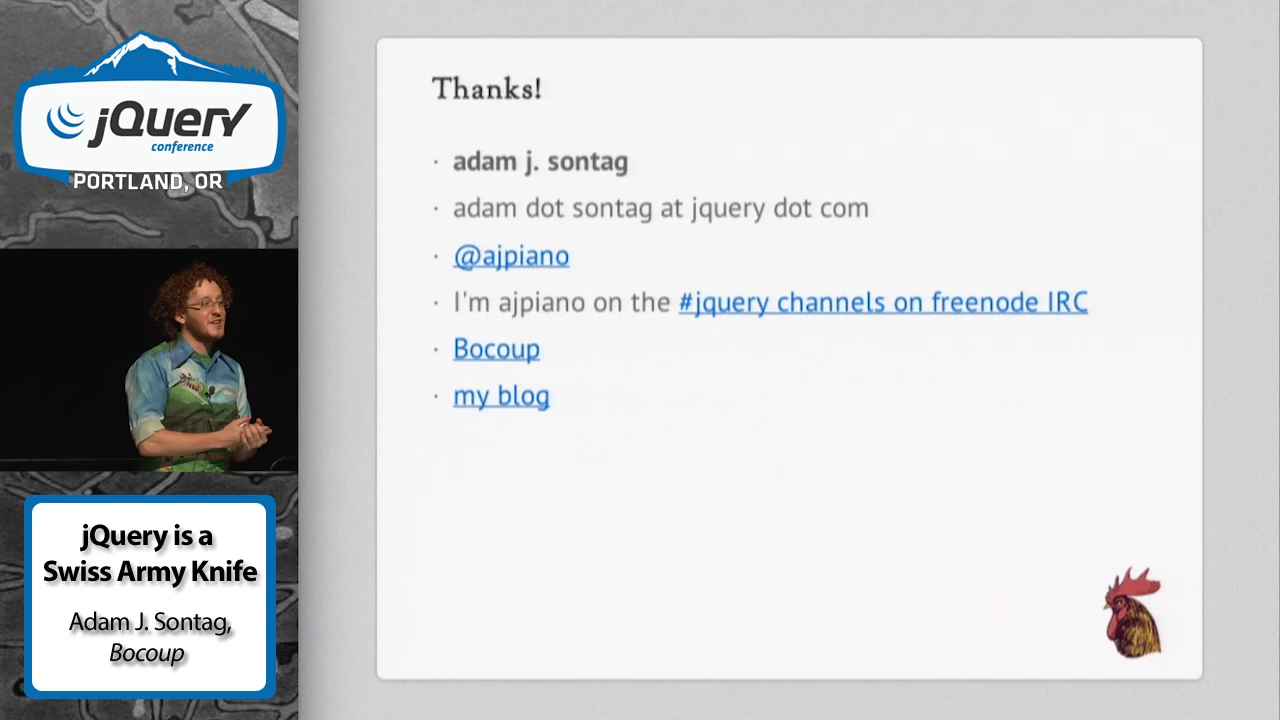 jQuery
conference
PORTLAND, OR
jQuery is a
Swiss Army Knife
Adam J. Sontag,
Bocoup
Thanks!
· adam j. sontag
· adam dot sontag at jquery dot com
· @ajpiano
· I'm ajpiano on the #jquery channels on freenode IRC
· Bocoup
· my blog